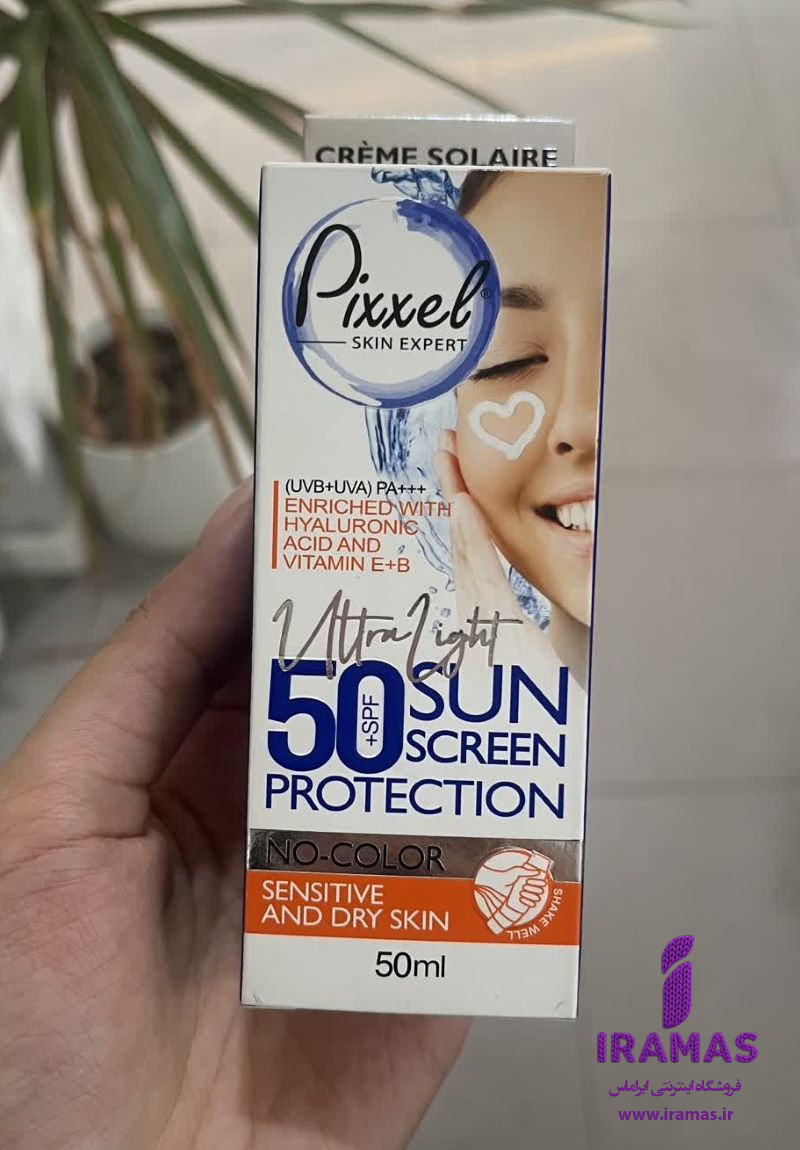 CRÈME SOLAIRE
Pixxel®
SKIN EXPERT
(UVB+UVA) PA+++
ENRICHED WITH
HYALURONIC
ACID AND
VITAMIN E+B
Ultra Light
50 +SPF SUN
SCREEN
PROTECTION
NO-COLOR
SENSITIVE
AND DRY SKIN
SHAKE WELL
50ml
IRAMAS
فروشگاه اینترنتی ایراماس
www.iramas.ir